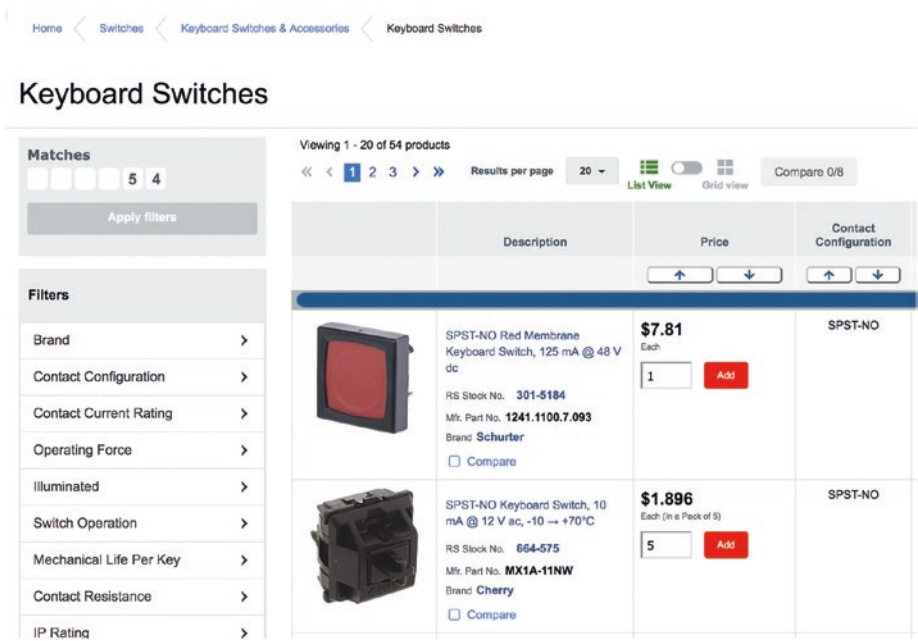 Home Switches Keyboard Switches & Accessories Keyboard Switches
Keyboard Switches
Matches
5 4
Apply filters
Filters
Brand
Contact Configuration
Contact Current Rating
Operating Force
Illuminated
Switch Operation
Mechanical Life Per Key
Contact Resistance
IP Rating
Viewing 1 - 20 of 54 products
« < 1 2 3 > » Results per page 20 List View Grid view Compare 0/8
Description Price Contact Configuration
SPST-NO Red Membrane
Keyboard Switch, 125 mA @ 48 V
dc
RS Stock No. 301-5184
Mfr. Part No. 1241.1100.7.093
Brand Schurter
Compare
$7.81
Each
1 Add
SPST-NO
SPST-NO Keyboard Switch, 10
mA @ 12 V ac, -10 → +70°C
RS Stock No. 664-575
Mfr. Part No. MX1A-11NW
Brand Cherry
Compare
$1.896
Each (In a Pack of 5)
5 Add
SPST-NO